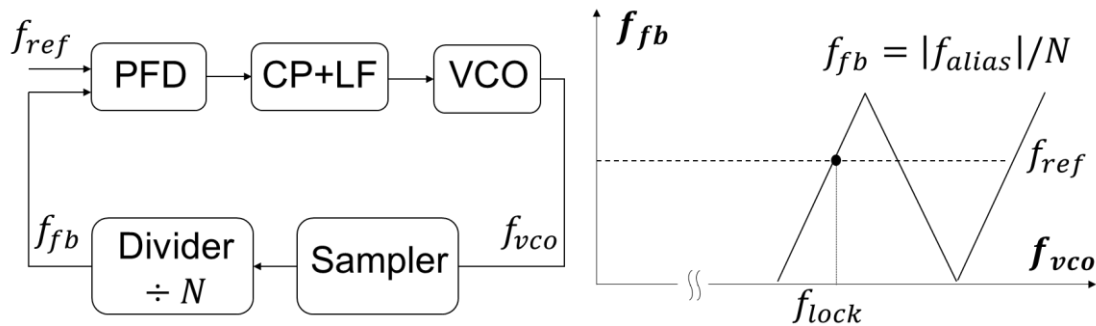 f_ref
PFD
CP+LF
VCO
f_fb
Divider
÷ N
Sampler
f_vco
f_fb
f_fb = |f_alias|/N
f_ref
f_vco
f_lock